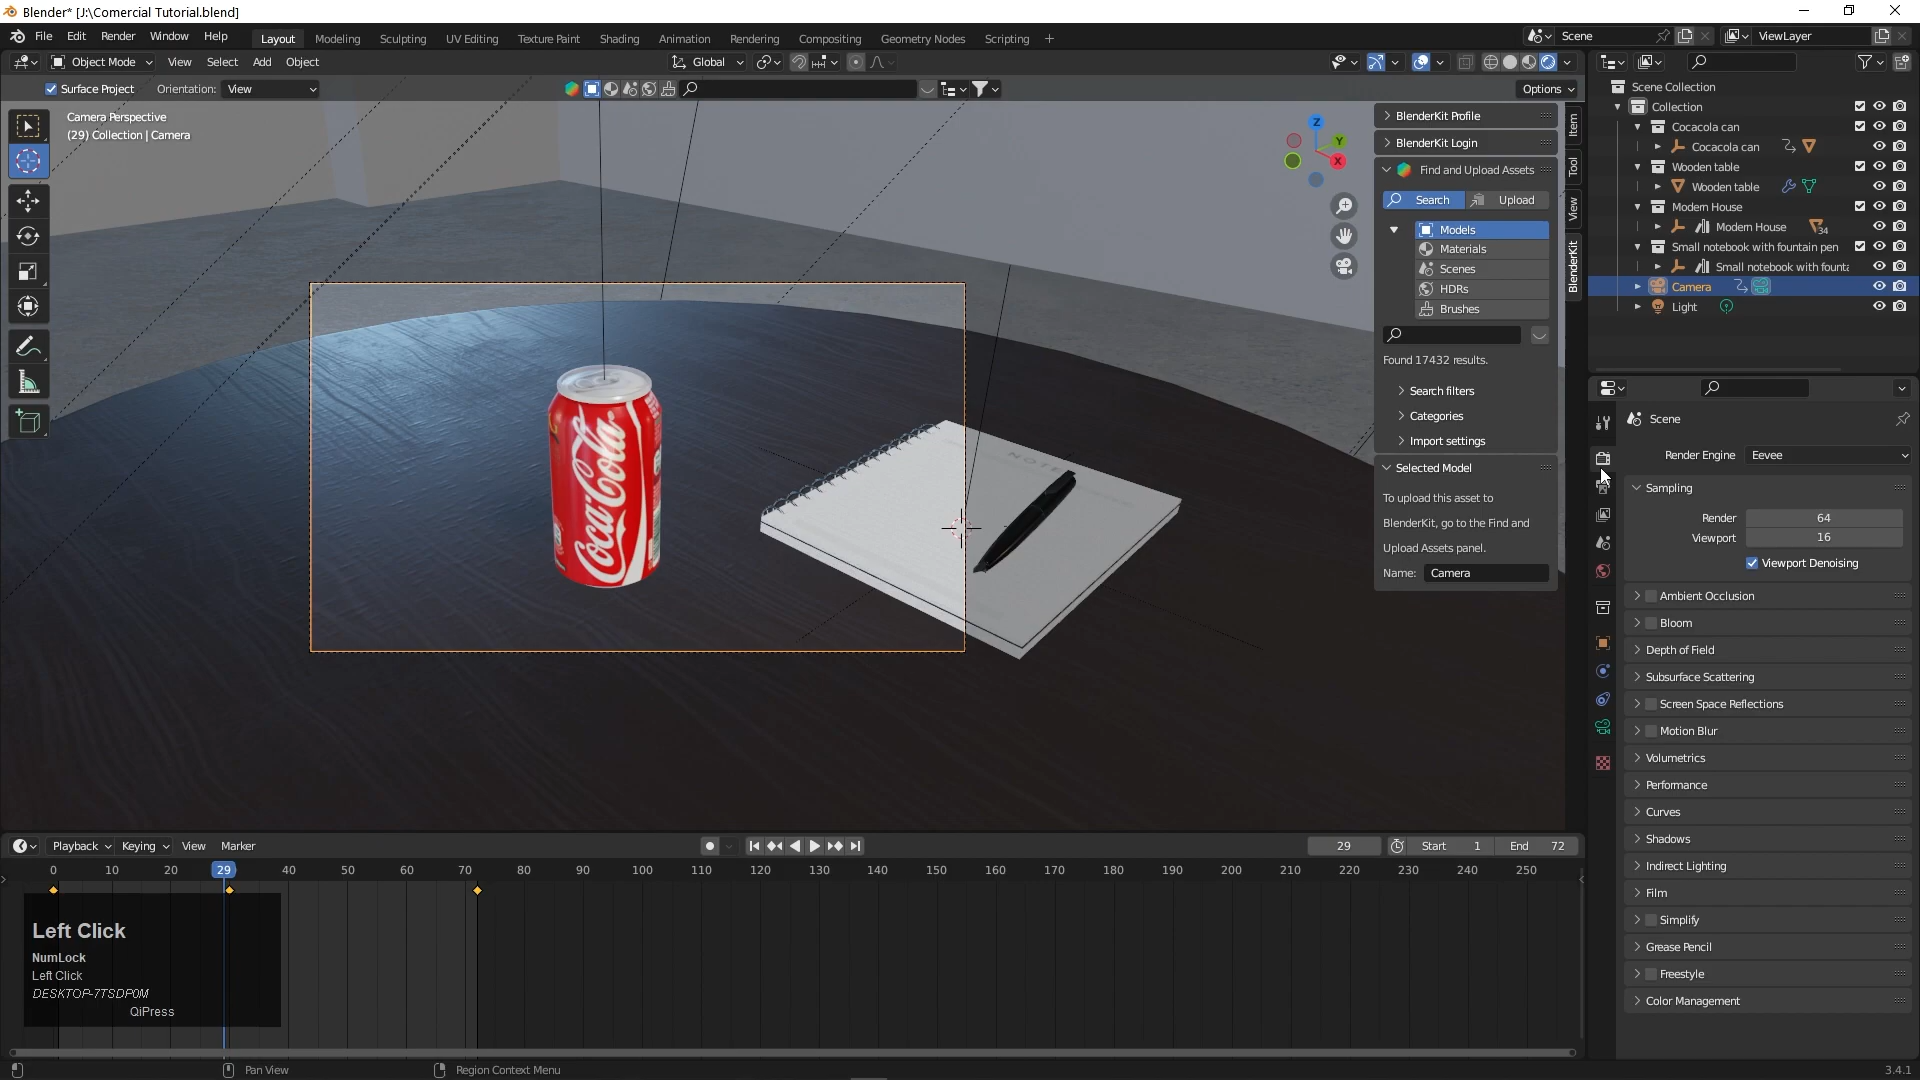 Blender* [J:\Comercial Tutorial.blend]
File Edit Render Window Help Layout Modeling Sculpting UV Editing Texture Paint Shading Animation Rendering Compositing Geometry Nodes Scripting + Scene ViewLayer
Object Mode View Select Add Object Global
Surface Project Orientation: View Options
Camera Perspective
(29) Collection | Camera
Z
Y
X
BlenderKit Profile
BlenderKit Login
Find and Upload Assets
Search Upload
Models
Materials
Scenes
HDRs
Brushes
Found 17432 results.
Search filters
Categories
Import settings
Selected Model
To upload this asset to
BlenderKit, go to the Find and
Upload Assets panel.
Name: Camera
Item
Tool
View
BlenderKit
Coca-Cola
NOTE
Scene Collection
Collection
Cocacola can
Cocacola can
Wooden table
Wooden table
Modern House
Modern House 34
Small notebook with fountain pen
Small notebook with founta
Camera
Light
Scene
Render Engine Eevee
Sampling
Render 64
Viewport 16
Viewport Denoising
Ambient Occlusion
Bloom
Depth of Field
Subsurface Scattering
Screen Space Reflections
Motion Blur
Volumetrics
Performance
Curves
Shadows
Indirect Lighting
Film
Simplify
Grease Pencil
Freestyle
Color Management
Playback Keying View Marker 29 Start 1 End 72
0 10 20 29 40 50 60 70 80 90 100 110 120 130 140 150 160 170 180 190 200 210 220 230 240 250
Left Click
NumLock
Left Click
DESKTOP-7TSDP0M
QiPress
Pan View Region Context Menu 3.4.1